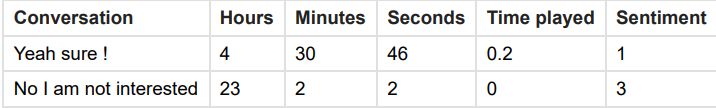 Conversation Hours Minutes Seconds Time played Sentiment
Yeah sure ! 4 30 46 0.2 1
No I am not interested 23 2 2 0 3